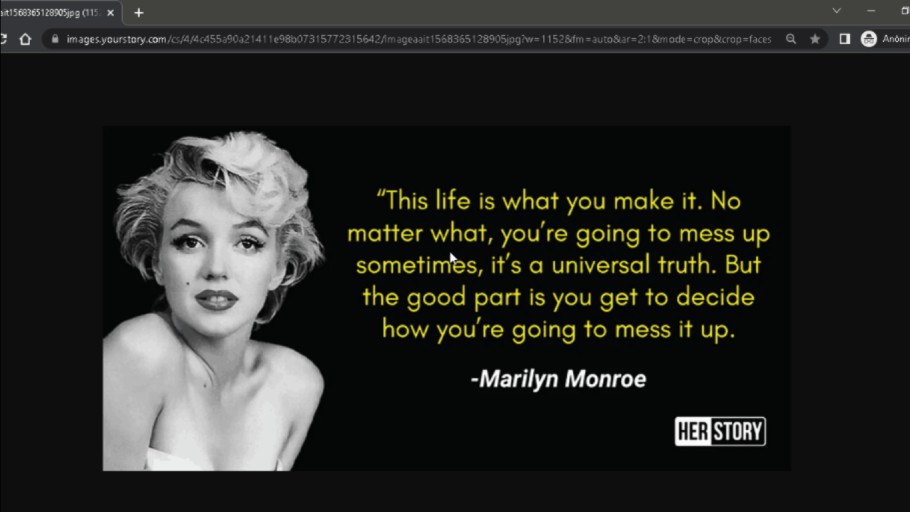 ait1568365128905jpg (115
images.yourstory.com/cs/4/4c455a90a21411e98b07315772315642/Imageaait1568365128905jpg?w=1152&fm=auto&ar=2:1&mode=crop&crop=faces
Anónim
“This life is what you make it. No
matter what, you’re going to mess up
sometimes, it’s a universal truth. But
the good part is you get to decide
how you’re going to mess it up.
-Marilyn Monroe
HER STORY